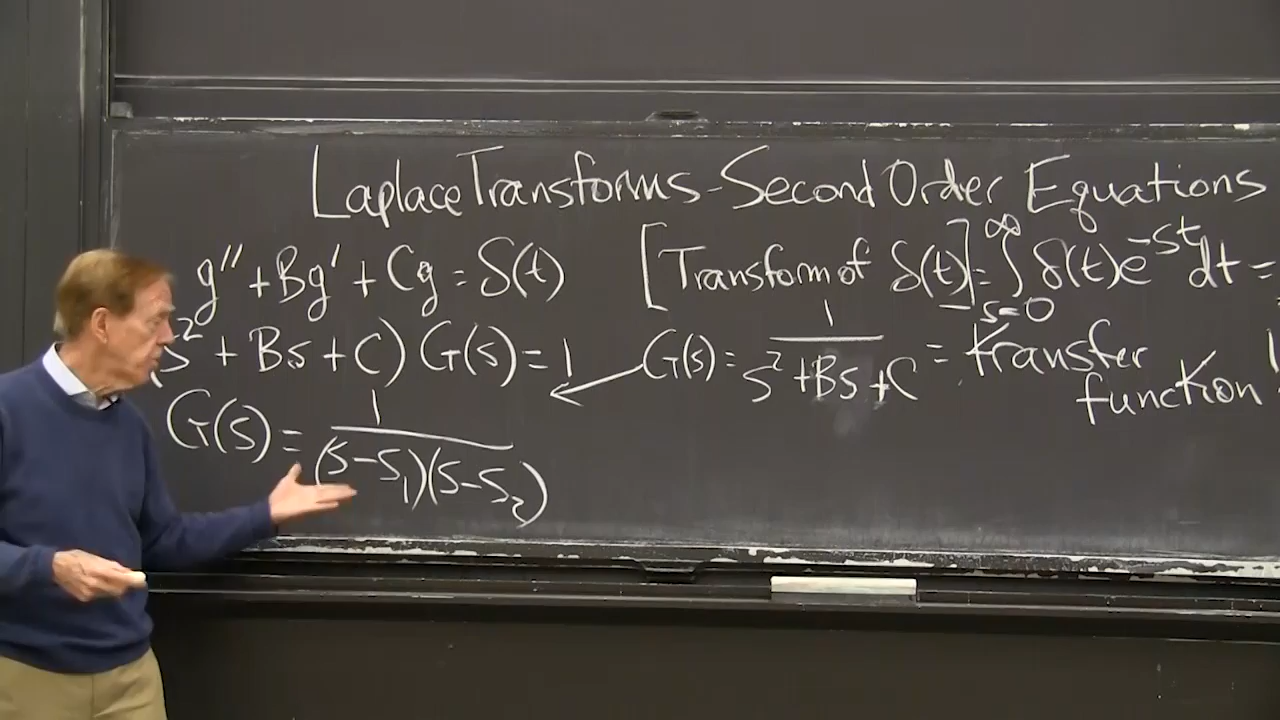 Laplace Transforms - Second Order Equations
g'' + Bg' + Cg = δ(t)
[Transform of δ(t)] = ∫_{s=0}^{∞} δ(t) e^{-st} dt =
s² + Bs + C) G(s) = 1
G(s) = 1/(s² + Bs + C) = transfer function
G(s) = 1/((s-s₁)(s-s₂))